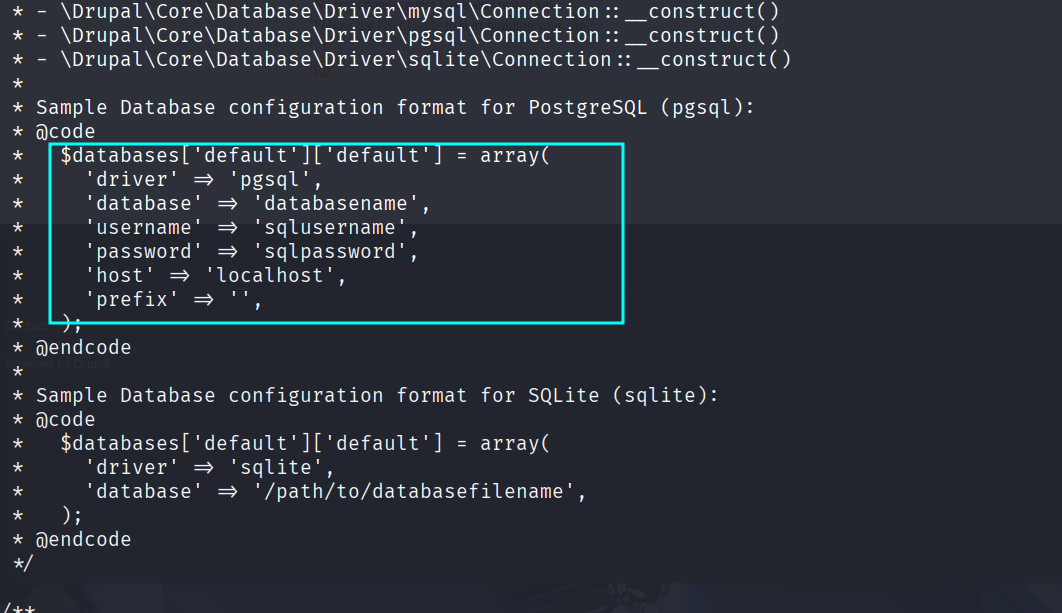 * - \Drupal\Core\Database\Driver\mysql\Connection::__construct()
* - \Drupal\Core\Database\Driver\pgsql\Connection::__construct()
* - \Drupal\Core\Database\Driver\sqlite\Connection::__construct()
*
* Sample Database configuration format for PostgreSQL (pgsql):
* @code
*   $databases['default']['default'] = array(
*     'driver' => 'pgsql',
*     'database' => 'databasename',
*     'username' => 'sqlusername',
*     'password' => 'sqlpassword',
*     'host' => 'localhost',
*     'prefix' => '',
*   );
* @endcode
*
* Sample Database configuration format for SQLite (sqlite):
* @code
*   $databases['default']['default'] = array(
*     'driver' => 'sqlite',
*     'database' => '/path/to/databasefilename',
*   );
* @endcode
*/
/**